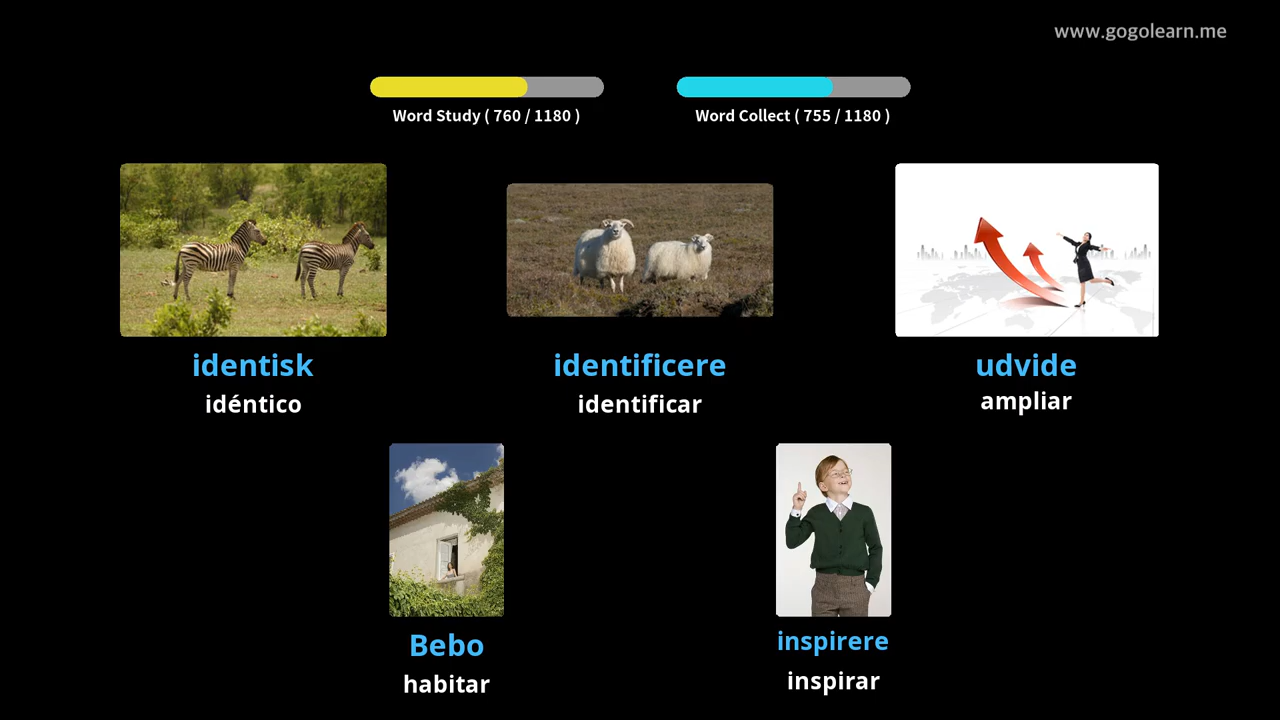 www.gogolearn.me
Word Study ( 760 / 1180 )
Word Collect ( 755 / 1180 )
identisk
idéntico
identificere
identificar
udvide
ampliar
Bebo
habitar
inspirere
inspirar